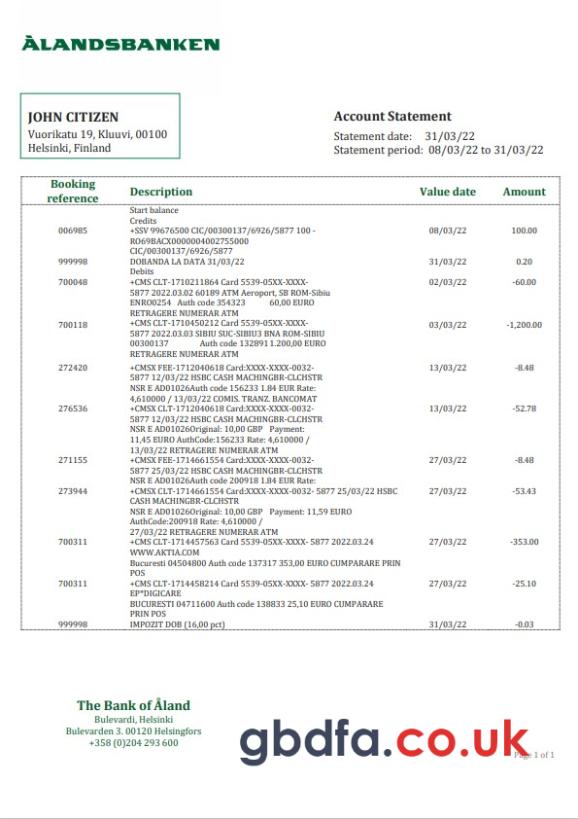 ÅLANDSBANKEN
JOHN CITIZEN
Vuorikatu 19, Kluuvi, 00100
Helsinki, Finland
Account Statement
Statement date: 31/03/22
Statement period: 08/03/22 to 31/03/22
Booking reference Description Value date Amount
Start balance
Credits
006985 +SSV 99676500 CIC/00300137/6926/5877 100 - 08/03/22 100.00
RO69BACX0000004002755000
CIC/00300137/6926/5877
999998 DOBANDA LA DATA 31/03/22 31/03/22 0.20
Debits
700048 +CMS CLT-1710211864 Card 5539-05XX-XXXX- 02/03/22 -60.00
5877 2022.03.02 60189 ATM Aeroport, SB ROM-Sibiu
ENRO0254 Auth code 354323 60,00 EURO
RETRAGERE NUMERAR ATM
700118 +CMS CLT-1710450212 Card 5539-05XX-XXXX- 03/03/22 -1,200.00
5877 2022.03.03 SIBIU SUC-SIBIU3 BNA ROM-SIBIU
00300137 Auth code 132891 1.200,00 EURO
RETRAGERE NUMERAR ATM
272420 +CMSX FEE-1712040618 Card:XXXX-XXXX-0032- 13/03/22 -8.48
5877 12/03/22 HSBC CASH MACHINGBR-CLCHSTR
NSR E AD01026Auth code 156233 1.84 EUR Rate:
4,610000 / 13/03/22 COMIS. TRANZ. BANCOMAT
276536 +CMSX CLT-1712040618 Card:XXXX-XXXX-0032- 13/03/22 -52.78
5877 12/03/22 HSBC CASH MACHINGBR-CLCHSTR
NSR E AD01026Original: 10,00 GBP Payment:
11,45 EURO AuthCode:156233 Rate: 4,610000 /
13/03/22 RETRAGERE NUMERAR ATM
271155 +CMSX FEE-1714661554 Card:XXXX-XXXX-0032- 27/03/22 -8.48
5877 25/03/22 HSBC CASH MACHINGBR-CLCHSTR
NSR E AD01026Auth code 200918 1.84 EUR Rate:
273944 +CMSX CLT-1714661554 Card:XXXX-XXXX-0032- 5877 25/03/22 HSBC 27/03/22 -53.43
CASH MACHINGBR-CLCHSTR
NSR E AD01026Original: 10,00 GBP Payment: 11,59 EURO
AuthCode:200918 Rate: 4,610000 /
27/03/22 RETRAGERE NUMERAR ATM
700311 +CMS CLT-1714457563 Card 5539-05XX-XXXX- 5877 2022.03.24 27/03/22 -353.00
WWW.AKTIA.COM
Bucuresti 04504800 Auth code 137317 353,00 EURO CUMPARARE PRIN
POS
700311 +CMS CLT-1714458214 Card 5539-05XX-XXXX- 5877 2022.03.24 27/03/22 -25.10
EP*DIGICARE
BUCURESTI 04711600 Auth code 138833 25,10 EURO CUMPARARE
PRIN POS
999998 IMPOZIT DOB (16,00 pct) 31/03/22 -0.03
The Bank of Åland
Bulevardi, Helsinki
Bulevarden 3. 00120 Helsingfors
+358 (0)204 293 600
gbdfa.co.uk
Page 1 of 1